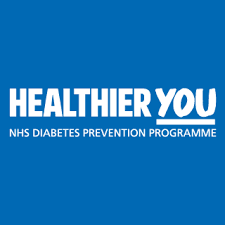 HEALTHIER YOU
NHS DIABETES PREVENTION PROGRAMME